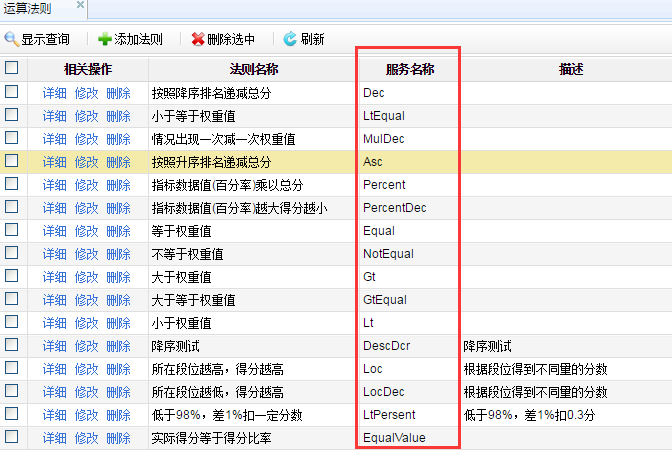 运算法则
显示查询 添加法则 删除选中 刷新
相关操作 法则名称 服务名称 描述
详细 修改 删除 按照降序排名递减总分 Dec
详细 修改 删除 小于等于权重值 LtEqual
详细 修改 删除 情况出现一次减一次权重值 MulDec
详细 修改 删除 按照升序排名递减总分 Asc
详细 修改 删除 指标数据值(百分率)乘以总分 Percent
详细 修改 删除 指标数据值(百分率)越大得分越小 PercentDec
详细 修改 删除 等于权重值 Equal
详细 修改 删除 不等于权重值 NotEqual
详细 修改 删除 大于权重值 Gt
详细 修改 删除 大于等于权重值 GtEqual
详细 修改 删除 小于权重值 Lt
详细 修改 删除 降序测试 DescDcr 降序测试
详细 修改 删除 所在段位越高，得分越高 Loc 根据段位得到不同量的分数
详细 修改 删除 所在段位越低，得分越高 LocDec 根据段位得到不同量的分数
详细 修改 删除 低于98%，差1%扣一定分数 LtPersent 低于98%，差1%扣0.3分
详细 修改 删除 实际得分等于得分比率 EqualValue